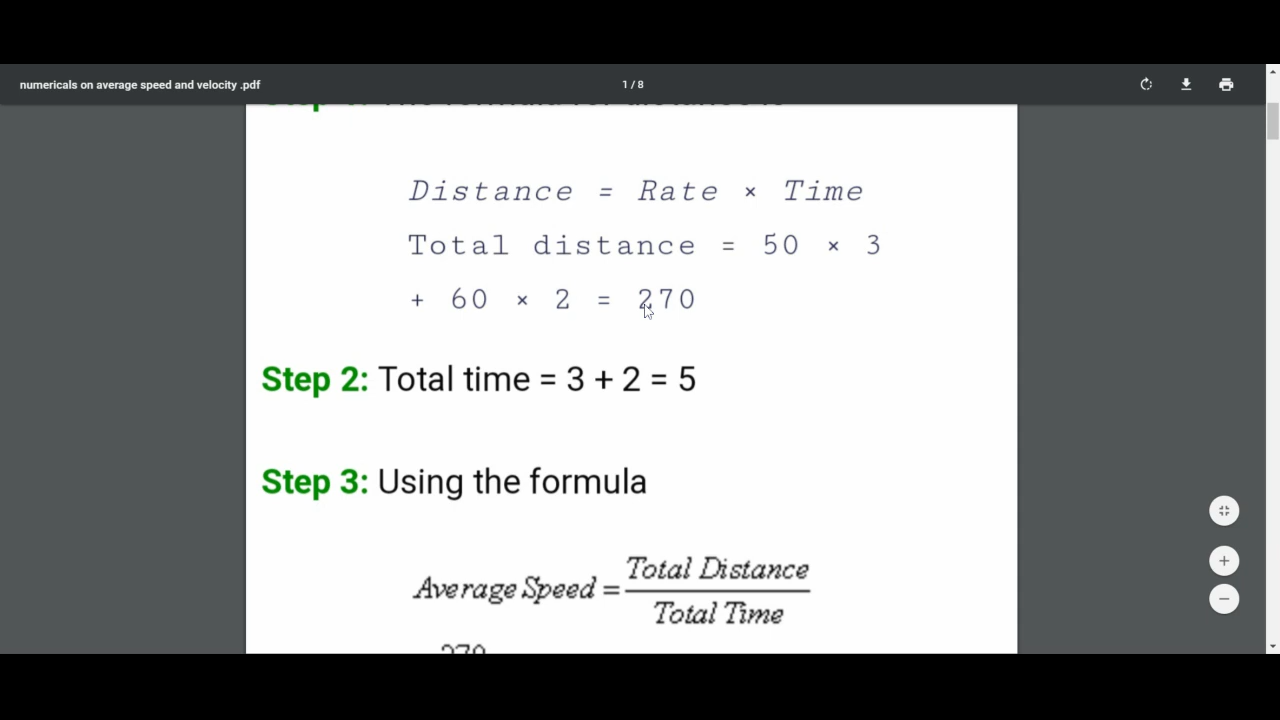 numericals on average speed and velocity .pdf
1 / 8
Distance = Rate × Time
Total distance = 50 × 3
+ 60 × 2 = 270
Step 2: Total time = 3 + 2 = 5
Step 3: Using the formula
Average Speed = Total Distance
Total Time
270